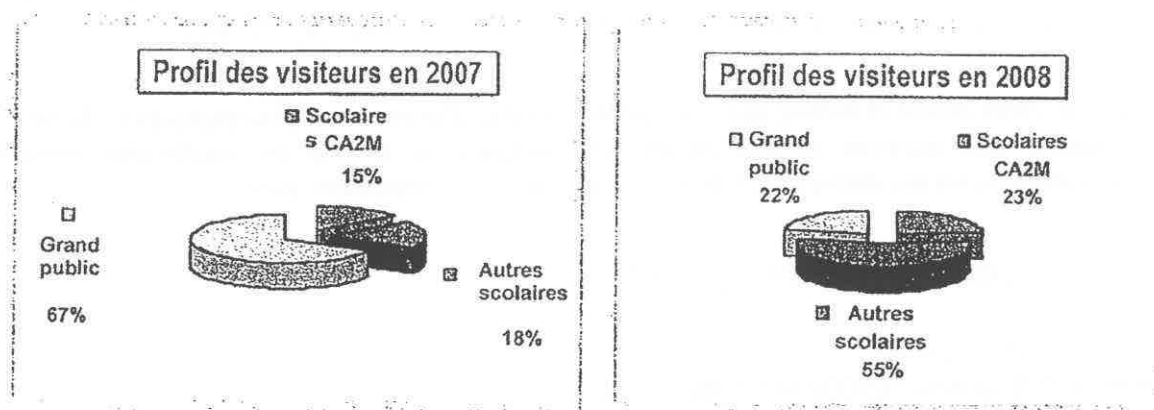 Profil des visiteurs en 2007
Scolaire
s CA2M
15%
Grand
public
67%
Autres
scolaires
18%
Profil des visiteurs en 2008
Grand
public
22%
Scolaires
CA2M
23%
Autres
scolaires
55%